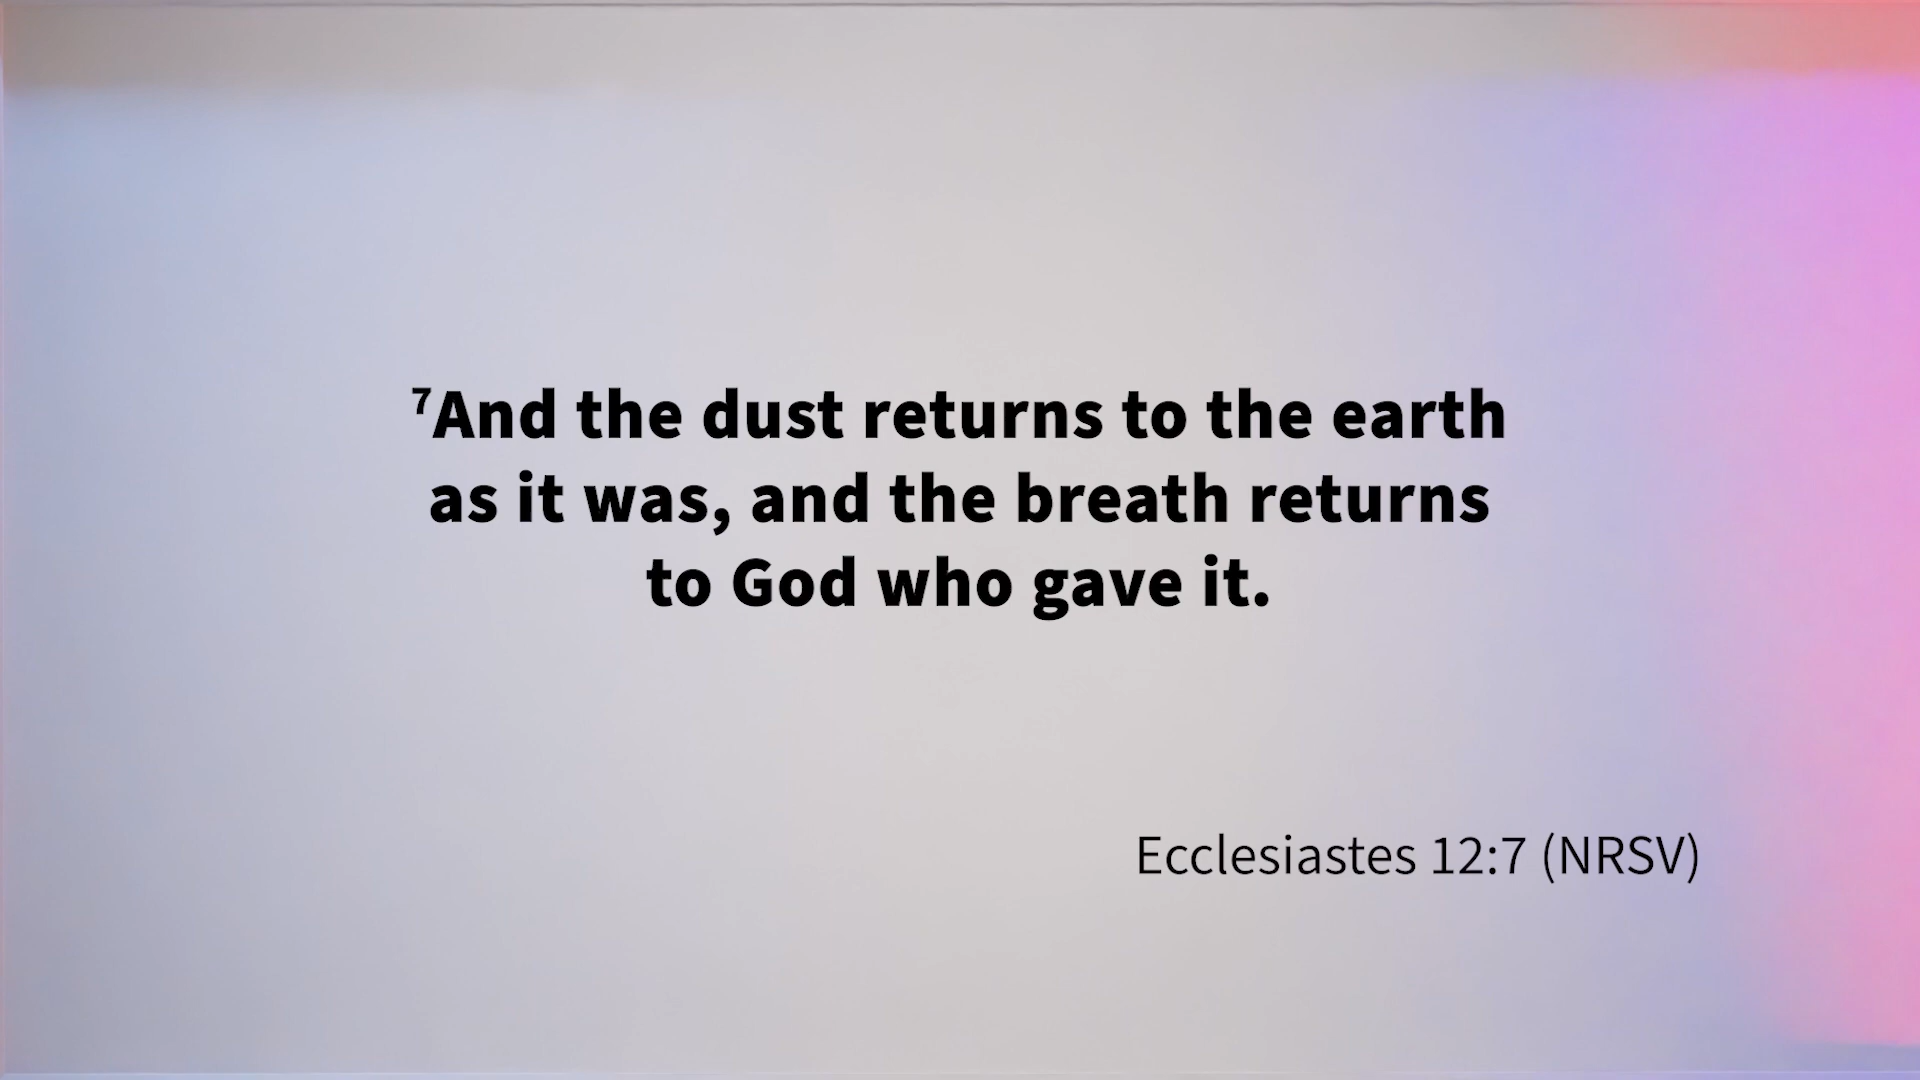 ⁷And the dust returns to the earth
as it was, and the breath returns
to God who gave it.
Ecclesiastes 12:7 (NRSV)